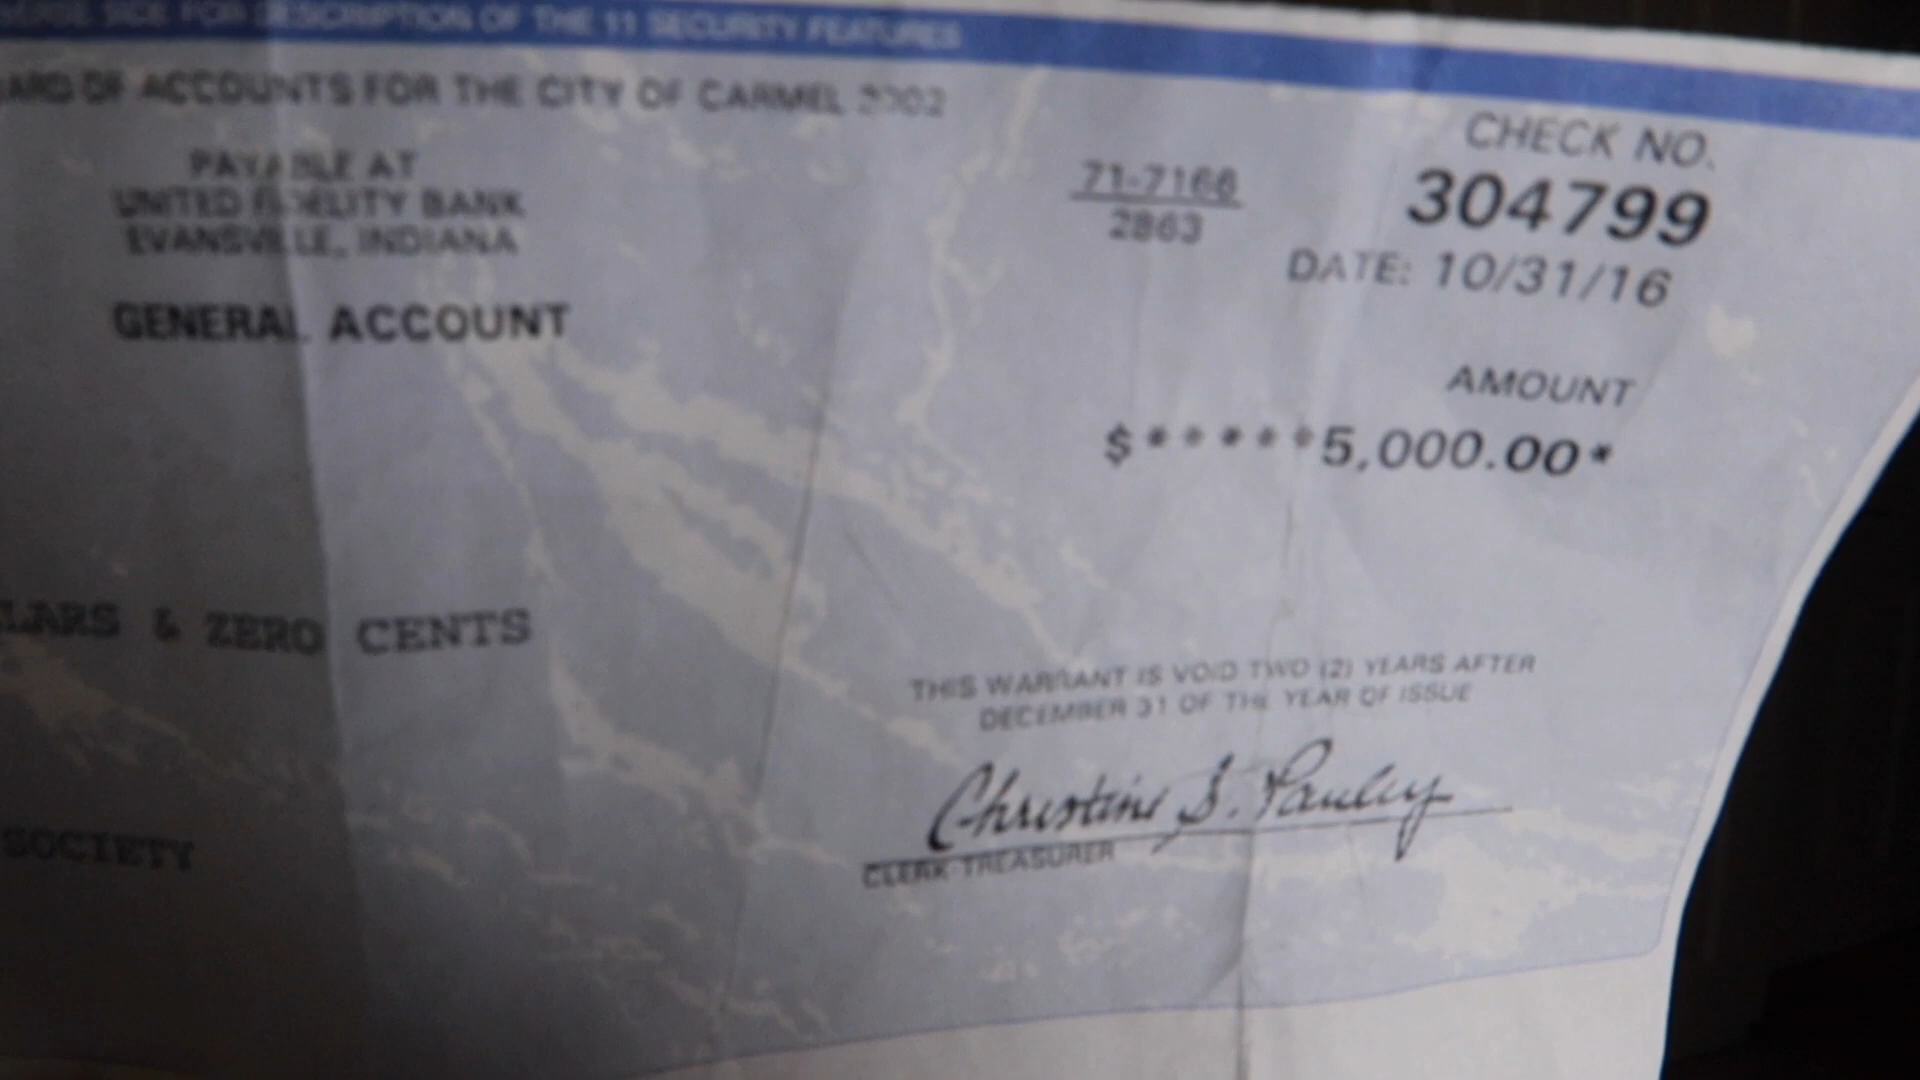 SIDE FOR DESCRIPTION OF THE 11 SECURITY FEATURES
OF ACCOUNTS FOR THE CITY OF CARMEL 2002
PAYABLE AT
UNITED FIDELITY BANK
EVANSVILLE, INDIANA
GENERAL ACCOUNT
71-7166
2863
CHECK NO.
304799
DATE: 10/31/16
AMOUNT
$*****5,000.00*
LARS & ZERO CENTS
THIS WARRANT IS VOID TWO (2) YEARS AFTER
DECEMBER 31 OF THE YEAR OF ISSUE
Christine S. Pauley
CLERK-TREASURER
SOCIETY